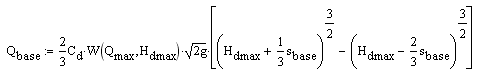 Q_base := 2/3 C_d · W(Q_max, H_dmax) · √2g · [ (H_dmax + 1/3 s_base)^(3/2) − (H_dmax − 2/3 s_base)^(3/2) ]